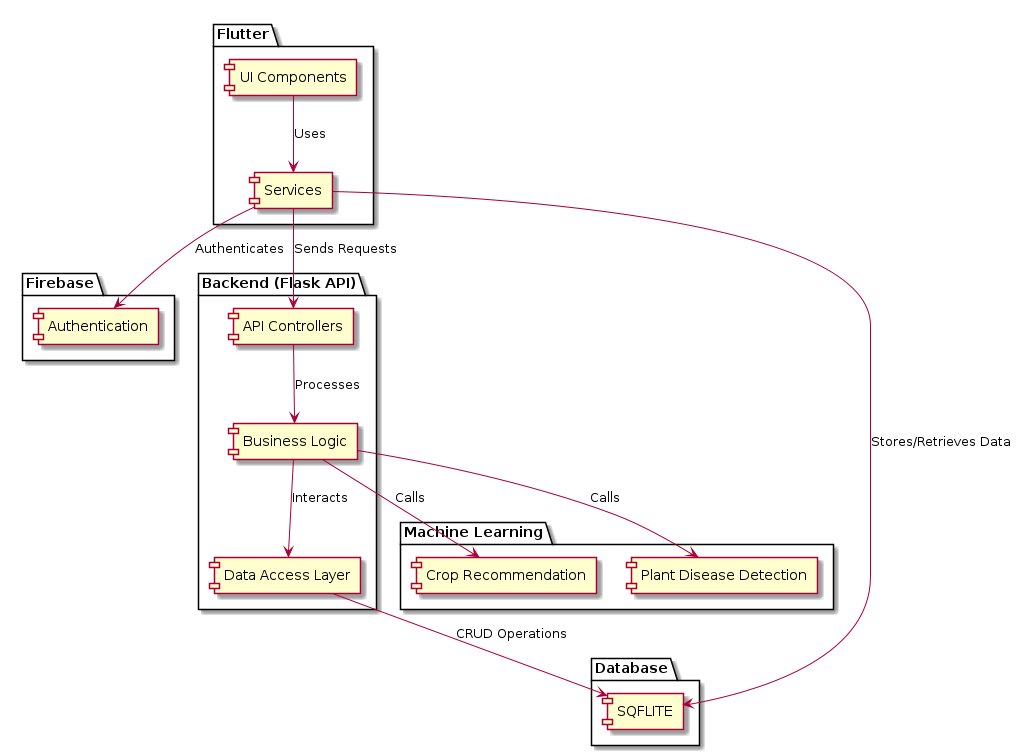 Flutter
UI Components
Uses
Services
Authenticates
Sends Requests
Firebase
Backend (Flask API)
Authentication
API Controllers
Processes
Business Logic
Stores/Retrieves Data
Interacts
Calls
Calls
Machine Learning
Data Access Layer
Crop Recommendation
Plant Disease Detection
CRUD Operations
Database
SQFLITE